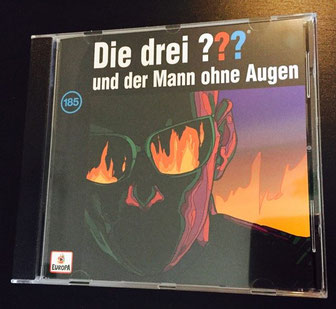 Die drei ???
und der Mann ohne Augen
185
EUROPA